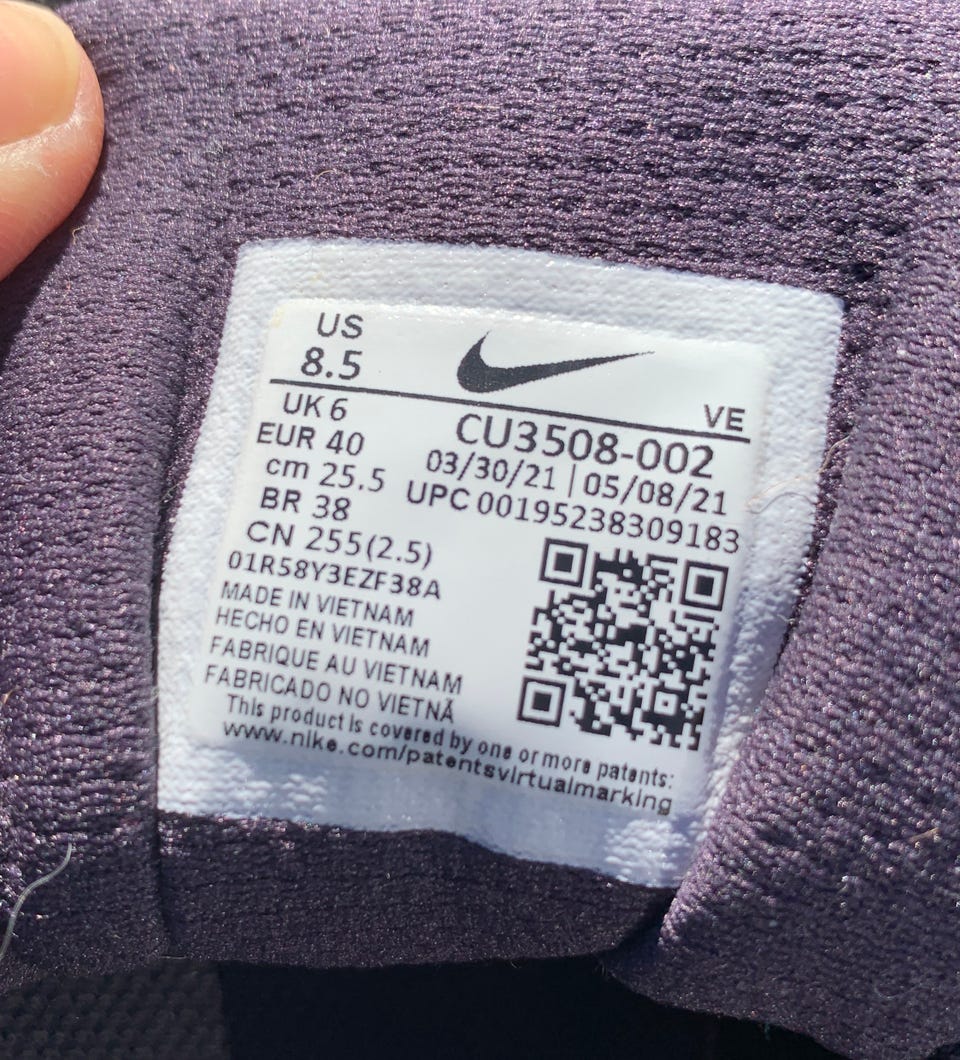 US
8.5
VE
UK 6
EUR 40
cm 25.5
BR 38
CN 255(2.5)
CU3508-002
03/30/21 | 05/08/21
UPC 00195238309183
01R58Y3EZF38A
MADE IN VIETNAM
HECHO EN VIETNAM
FABRIQUE AU VIETNAM
FABRICADO NO VIETNÃ
This product is covered by one or more patents:
www.nike.com/patentsvirtualmarking